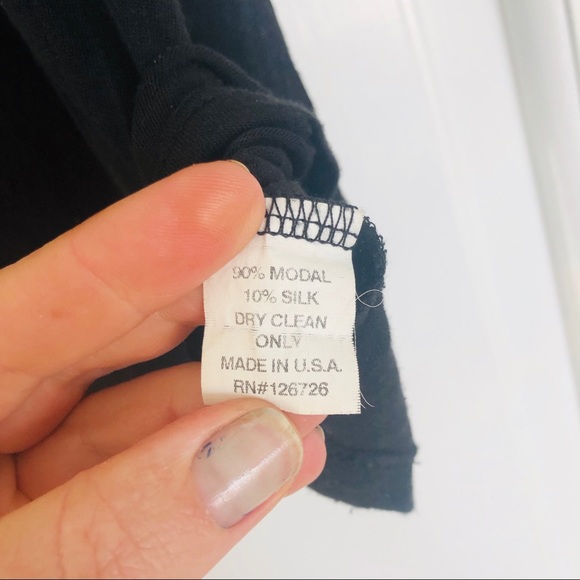 90% MODAL
10% SILK
DRY CLEAN
ONLY
MADE IN U.S.A.
RN#126726